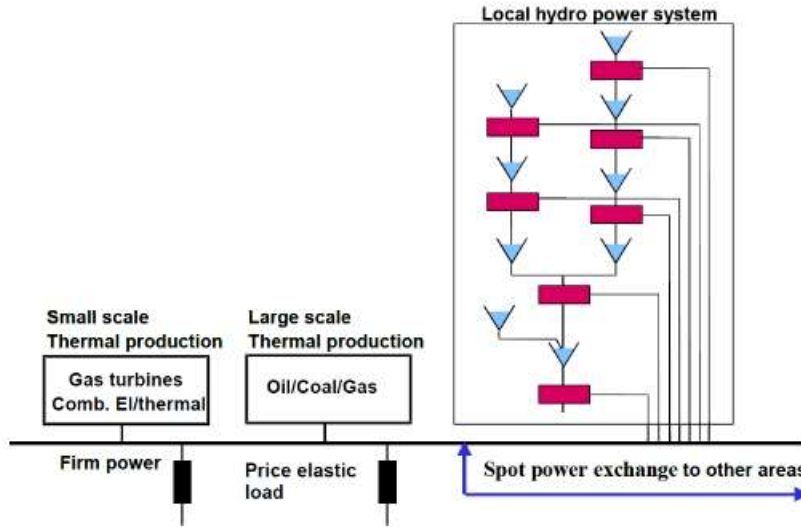 Local hydro power system
Small scale
Thermal production
Large scale
Thermal production
Gas turbines
Comb. El/thermal
Oil/Coal/Gas
Firm power
Price elastic
load
Spot power exchange to other areas